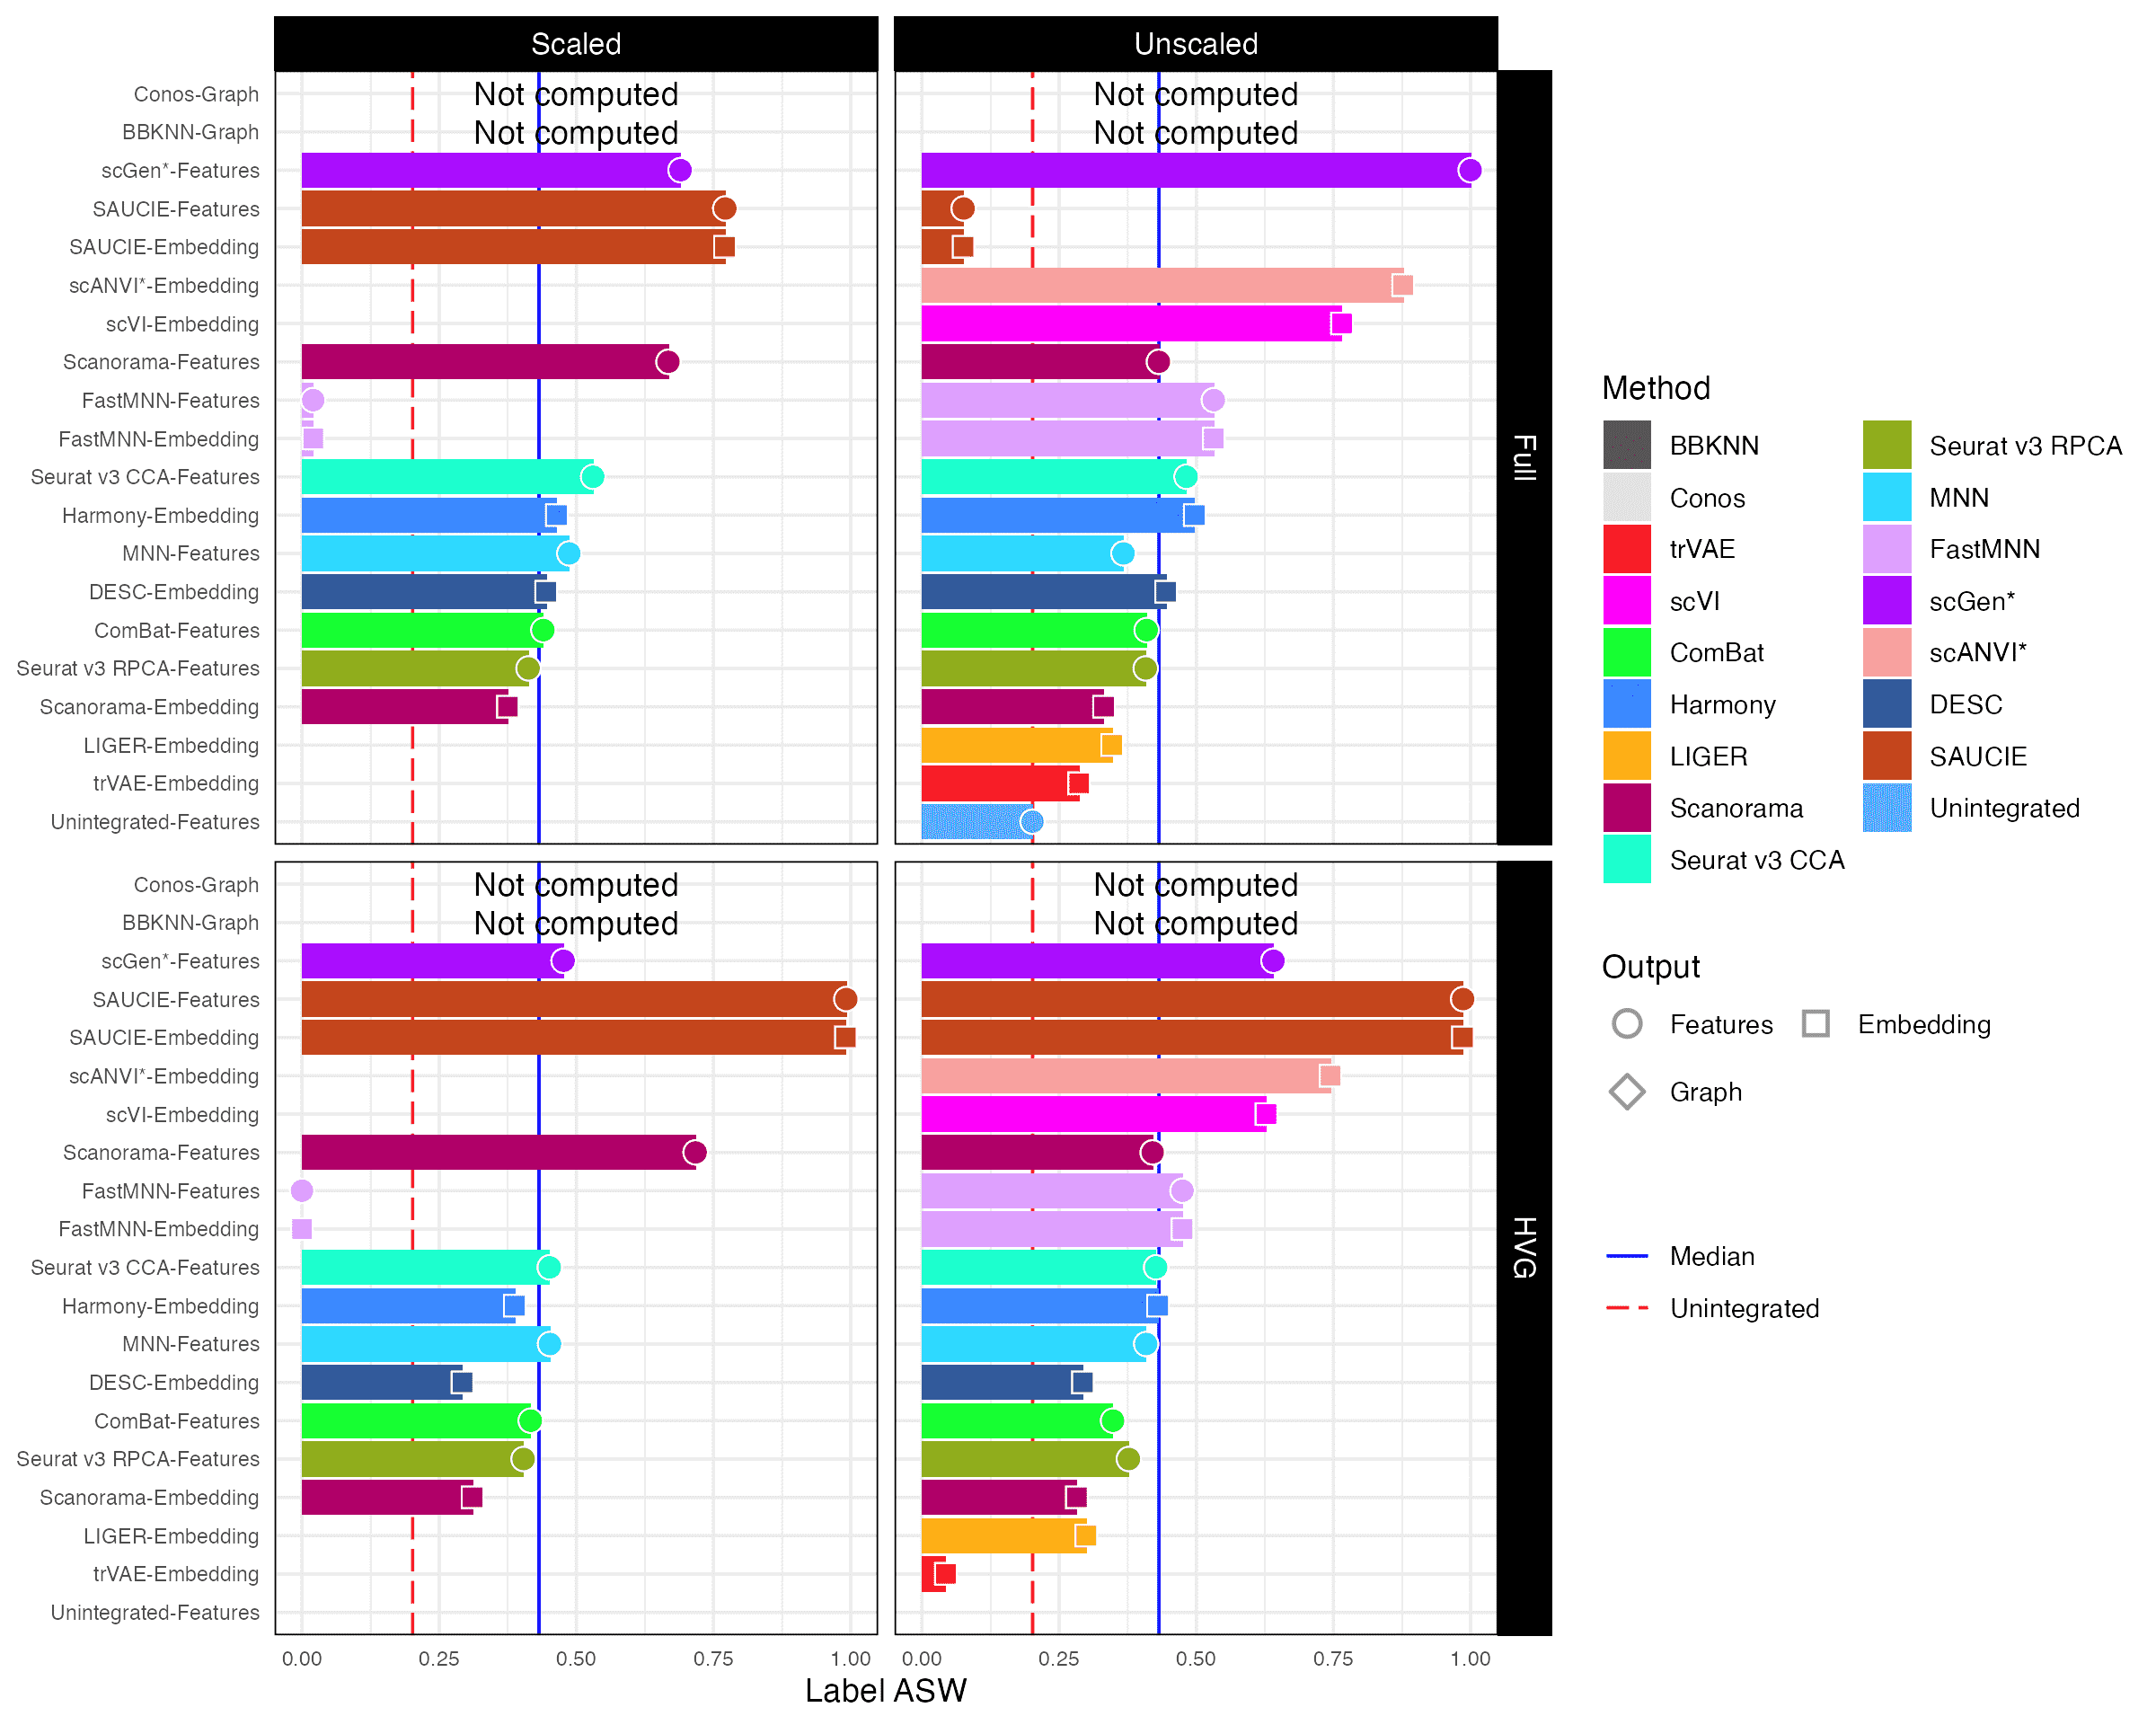 Scaled
Unscaled
Conos-Graph
Not computed
Not computed
BBKNN-Graph
Not computed
Not computed
scGen*-Features
SAUCIE-Features
SAUCIE-Embedding
scANVI*-Embedding
scVI-Embedding
Scanorama-Features
FastMNN-Features
FastMNN-Embedding
Seurat v3 CCA-Features
Harmony-Embedding
MNN-Features
DESC-Embedding
ComBat-Features
Seurat v3 RPCA-Features
Scanorama-Embedding
LIGER-Embedding
trVAE-Embedding
Unintegrated-Features
Full
Conos-Graph
Not computed
Not computed
BBKNN-Graph
Not computed
Not computed
scGen*-Features
SAUCIE-Features
SAUCIE-Embedding
scANVI*-Embedding
scVI-Embedding
Scanorama-Features
FastMNN-Features
FastMNN-Embedding
Seurat v3 CCA-Features
Harmony-Embedding
MNN-Features
DESC-Embedding
ComBat-Features
Seurat v3 RPCA-Features
Scanorama-Embedding
LIGER-Embedding
trVAE-Embedding
Unintegrated-Features
HVG
0.00 0.25 0.50 0.75 1.00
0.00 0.25 0.50 0.75 1.00
Label ASW
Method
BBKNN
Conos
trVAE
scVI
ComBat
Harmony
LIGER
Scanorama
Seurat v3 CCA
Seurat v3 RPCA
MNN
FastMNN
scGen*
scANVI*
DESC
SAUCIE
Unintegrated
Output
Features
Embedding
Graph
Median
Unintegrated